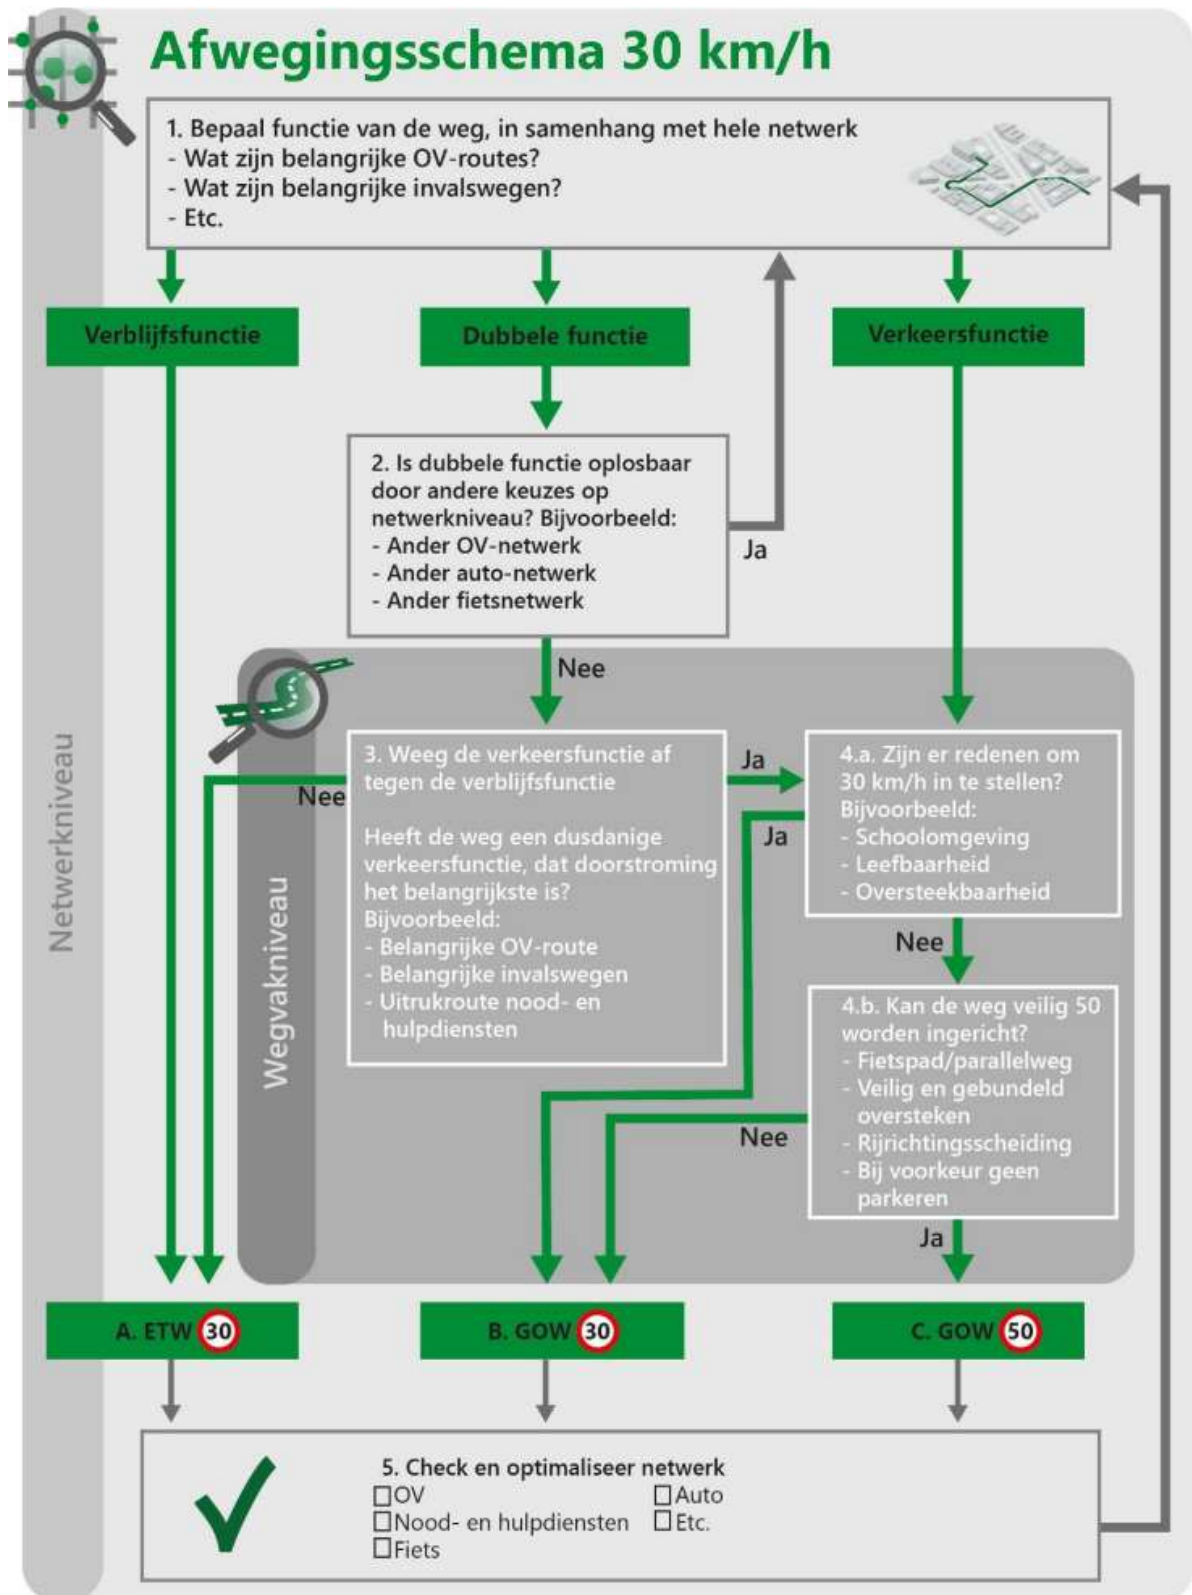 Afwegingsschema 30 km/h
1. Bepaal functie van de weg, in samenhang met hele netwerk
- Wat zijn belangrijke OV-routes?
- Wat zijn belangrijke invalswegen?
- Etc.
Verblijfsfunctie
Dubbele functie
Verkeersfunctie
2. Is dubbele functie oplosbaar
door andere keuzes op
netwerkniveau? Bijvoorbeeld:
- Ander OV-netwerk
- Ander auto-netwerk
- Ander fietsnetwerk
Ja
Nee
Netwerkniveau
Wegvakniveau
3. Weeg de verkeersfunctie af
tegen de verblijfsfunctie
Heeft de weg een dusdanige
verkeersfunctie, dat doorstroming
het belangrijkste is?
Bijvoorbeeld:
- Belangrijke OV-route
- Belangrijke invalswegen
- Uitrukroute nood- en
hulpdiensten
Nee
Ja
4.a. Zijn er redenen om
30 km/h in te stellen?
Bijvoorbeeld:
- Schoolomgeving
- Leefbaarheid
- Oversteekbaarheid
Ja
Nee
4.b. Kan de weg veilig 50
worden ingericht?
- Fietspad/parallelweg
- Veilig en gebundeld
oversteken
- Rijrichtingsscheiding
- Bij voorkeur geen
parkeren
Nee
Ja
A. ETW 30
B. GOW 30
C. GOW 50
5. Check en optimaliseer netwerk
OV
Auto
Nood- en hulpdiensten
Etc.
Fiets